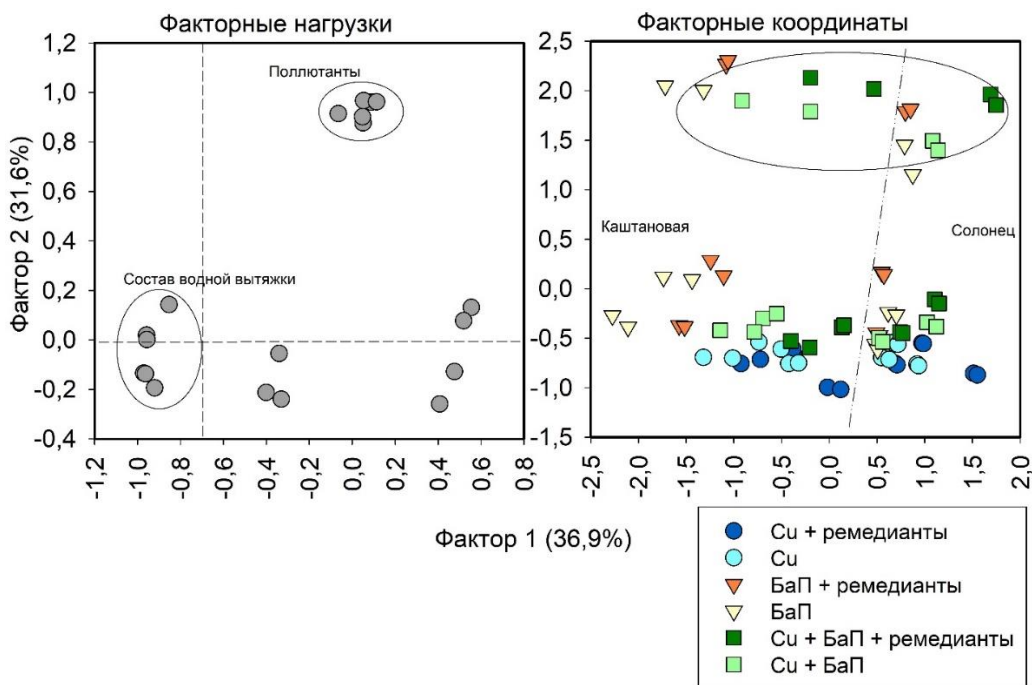 Факторные нагрузки
Факторные координаты
1,2
1,0
0,8
0,6
0,4
0,2
0,0
-0,2
-0,4
Фактор 2 (31,6%)
Поллютанты
Состав водной вытяжки
-1,2
-1,0
-0,8
-0,6
-0,4
-0,2
0,0
0,2
0,4
0,6
0,8
2,5
2,0
1,5
1,0
0,5
0,0
-0,5
-1,0
-1,5
Каштановая
Солонец
-2,5
-2,0
-1,5
-1,0
-0,5
0,0
0,5
1,0
1,5
2,0
Фактор 1 (36,9%)
Cu + ремедианты
Cu
БаП + ремедианты
БаП
Cu + БаП + ремедианты
Cu + БаП